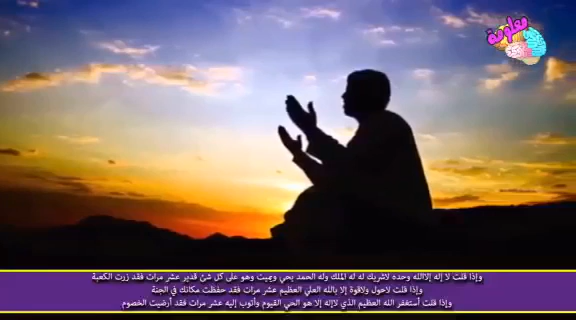 معلومة
وإذا قلت لا إله إلاالله وحده لاشريك له له الملك وله الحمد يحي ويميت وهو على كل شئ قدير عشر مرات فقد زرت الكعبة
وإذا قلت لاحول ولاقوة إلا بالله العلي العظيم عشر مرات فقد حفظت مكانك في الجنة
وإذا قلت أستغفر الله العظيم الذي لاإله إلا هو الحي القيوم وأتوب إليه عشر مرات فقد أرضيت الخصوم